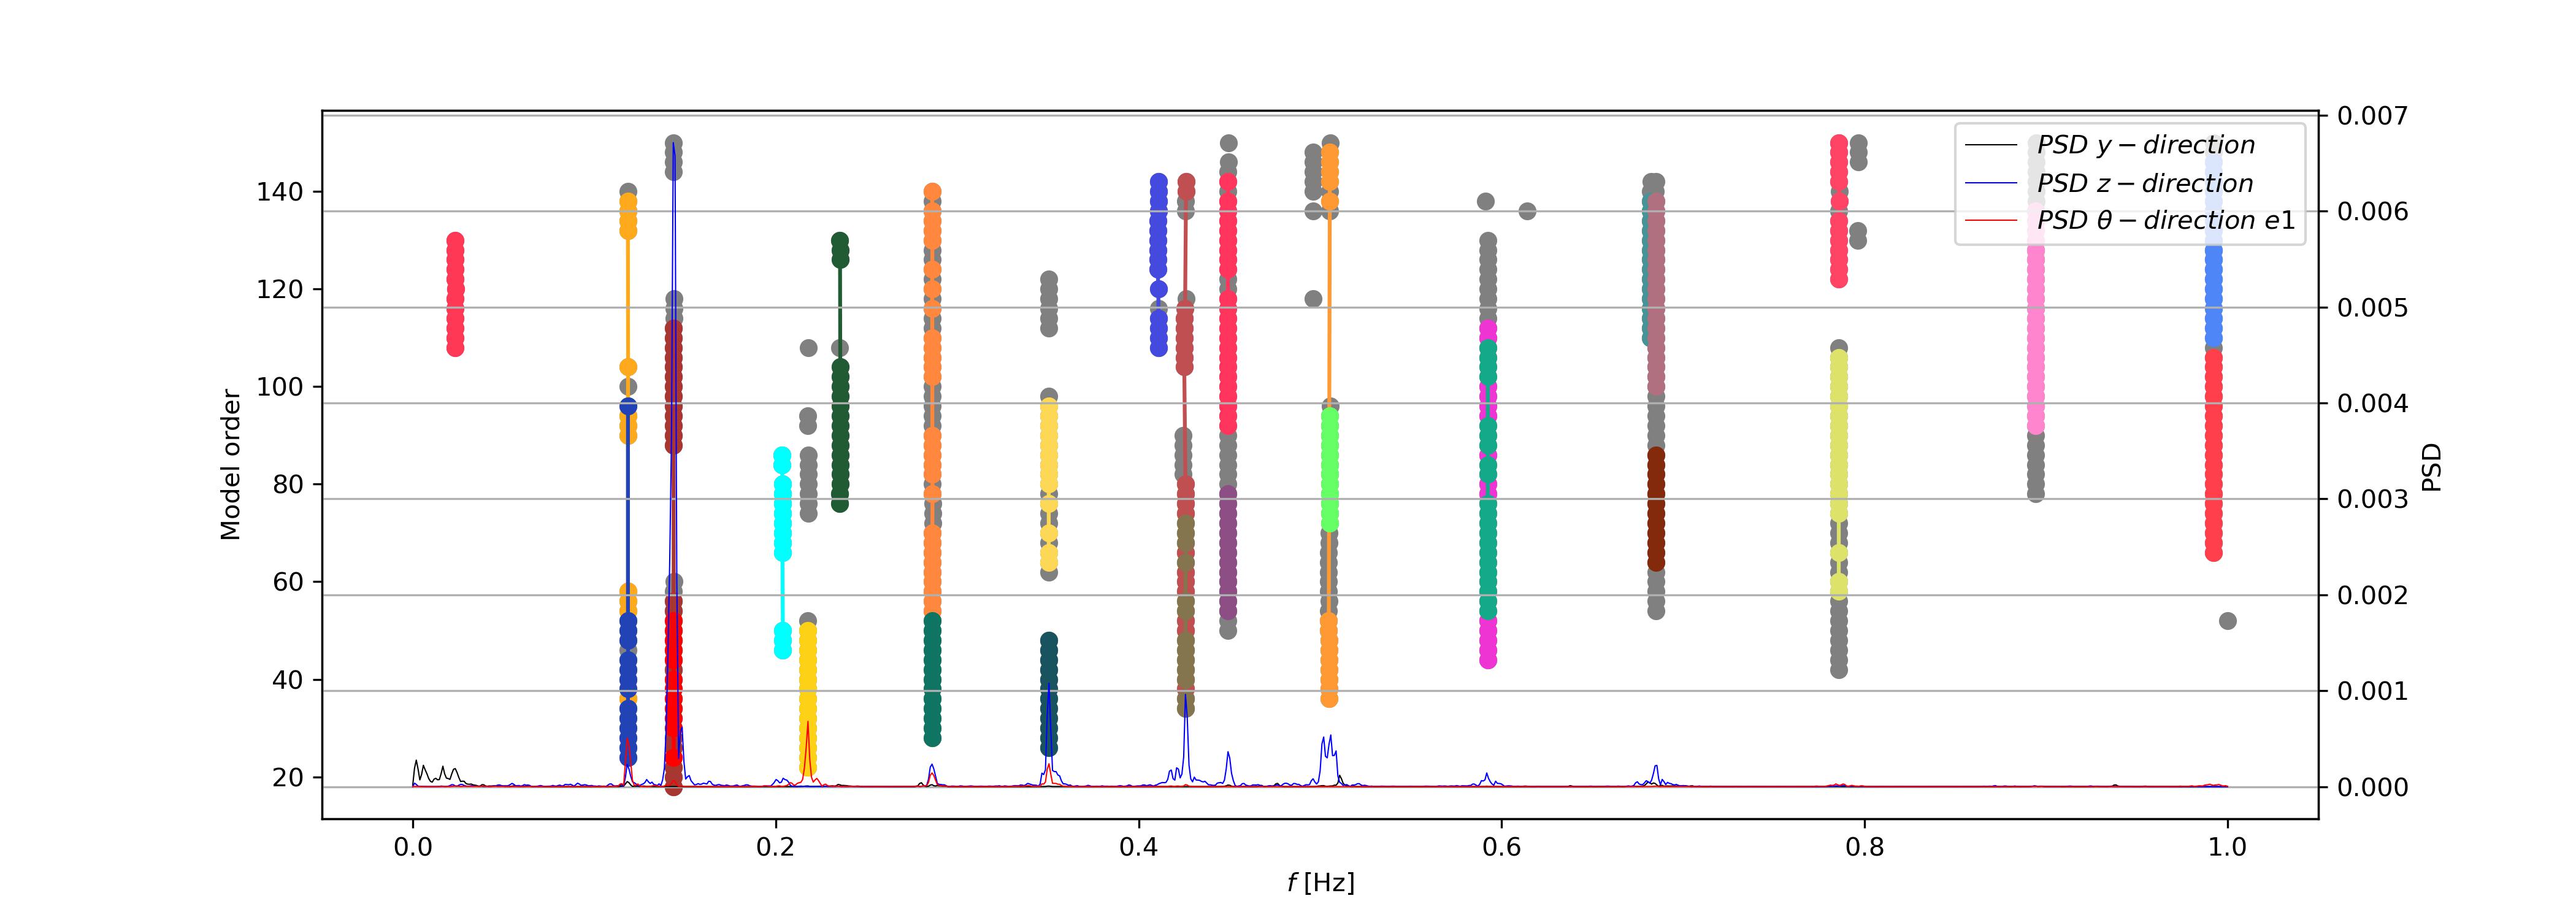 PSD y − direction
PSD z − direction
PSD θ − direction e1
Model order
140
120
100
80
60
40
20
0.007
0.006
0.005
0.004
0.003
0.002
0.001
0.000
PSD
0.0 0.2 0.4 0.6 0.8 1.0
f [Hz]